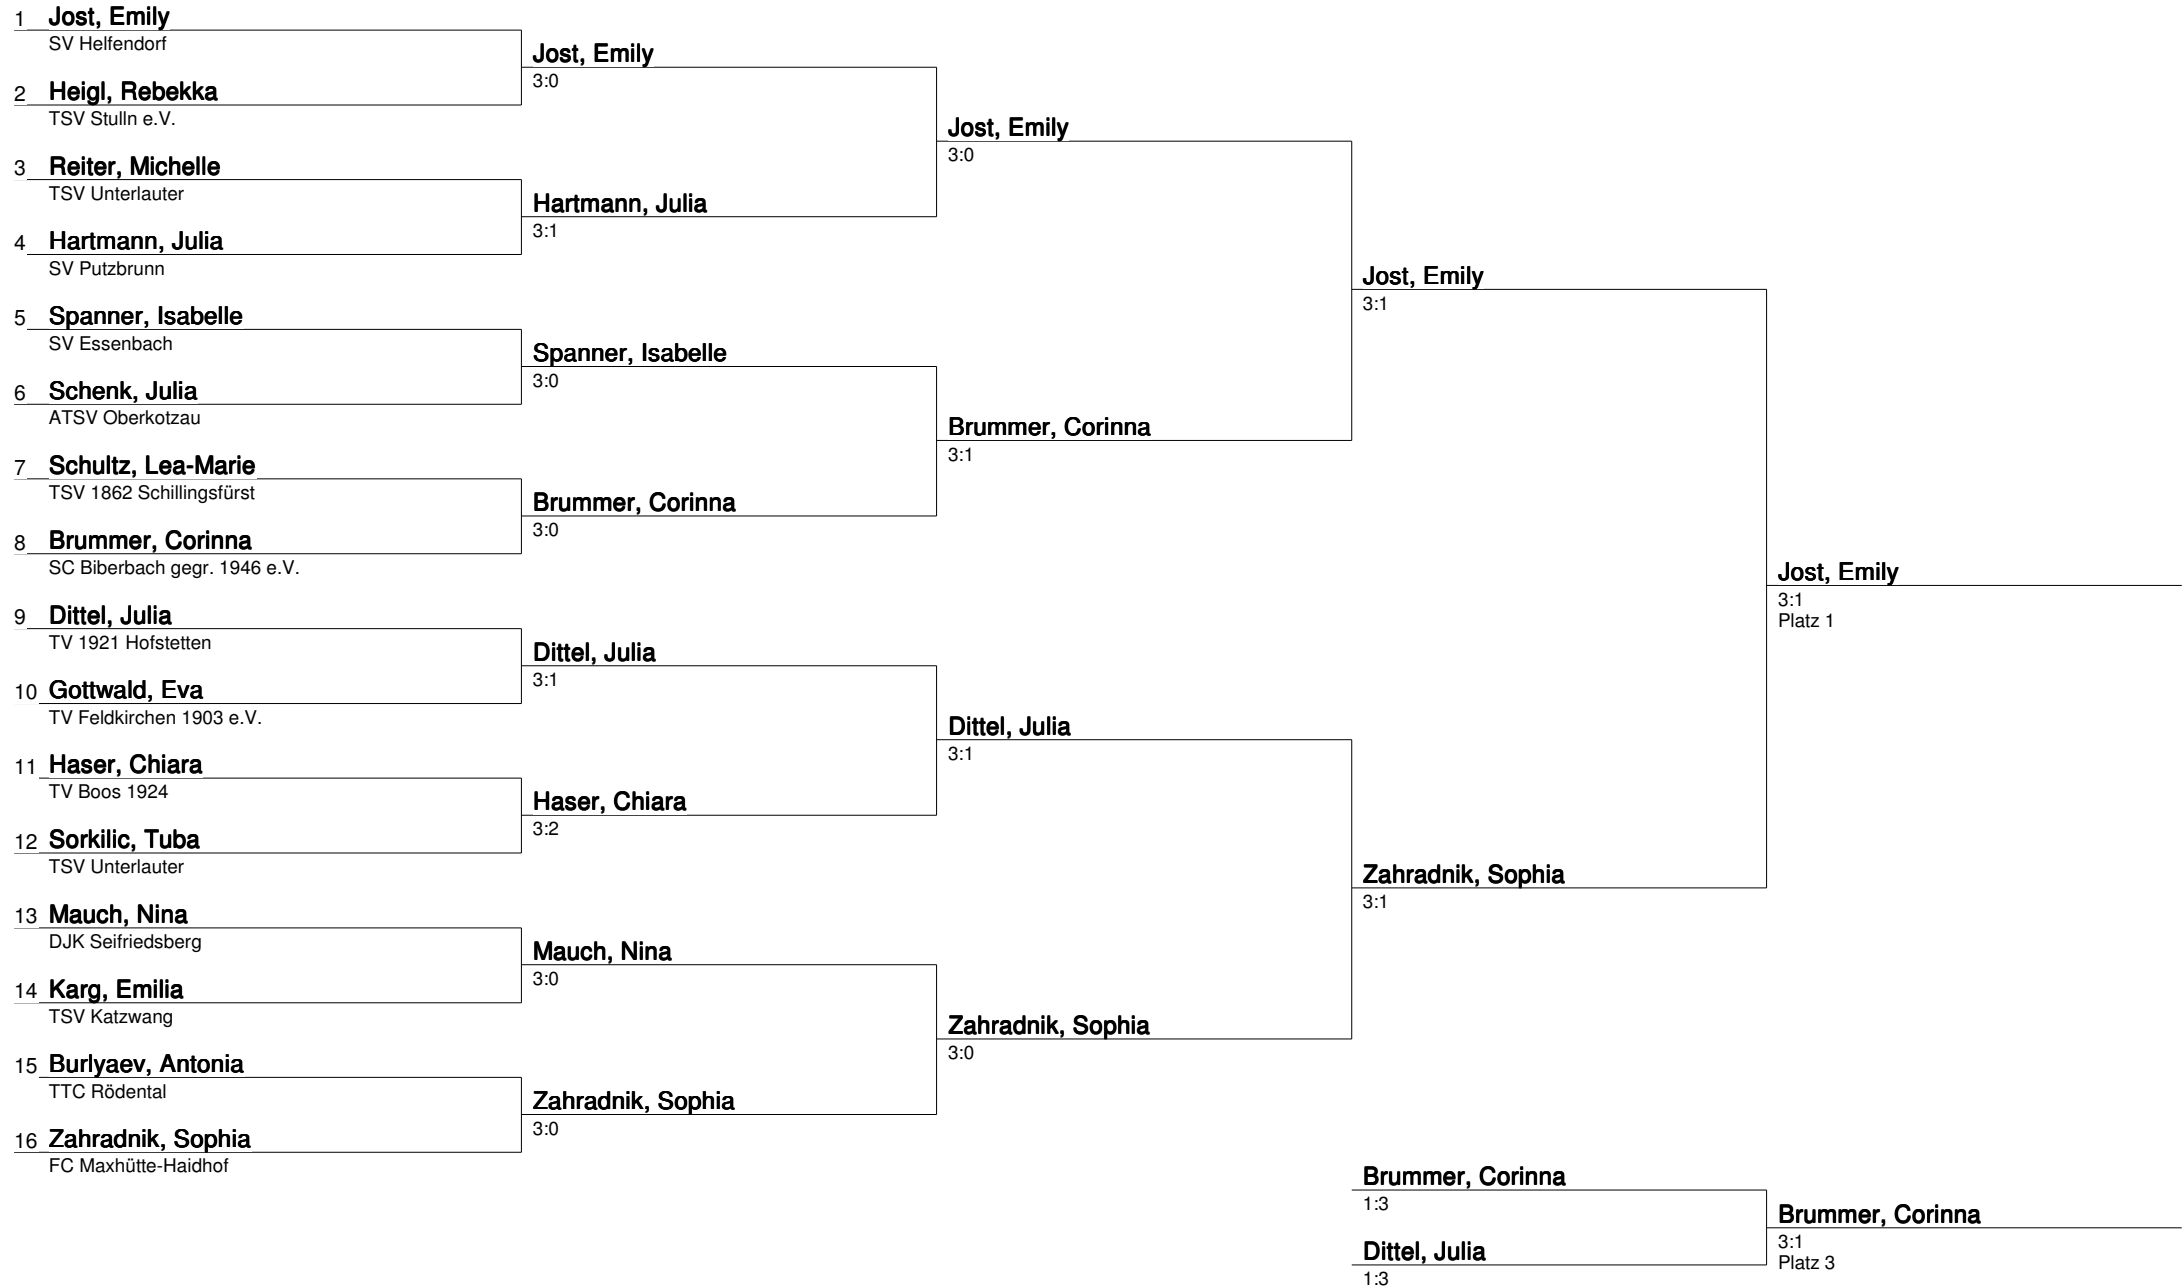 1 Jost, Emily
SV Helfendorf
2 Heigl, Rebekka
TSV Stulln e.V.
3 Reiter, Michelle
TSV Unterlauter
4 Hartmann, Julia
SV Putzbrunn
5 Spanner, Isabelle
SV Essenbach
6 Schenk, Julia
ATSV Oberkotzau
7 Schultz, Lea-Marie
TSV 1862 Schillingsfürst
8 Brummer, Corinna
SC Biberbach gegr. 1946 e.V.
9 Dittel, Julia
TV 1921 Hofstetten
10 Gottwald, Eva
TV Feldkirchen 1903 e.V.
11 Haser, Chiara
TV Boos 1924
12 Sorkilic, Tuba
TSV Unterlauter
13 Mauch, Nina
DJK Seifriedsberg
14 Karg, Emilia
TSV Katzwang
15 Burlyaev, Antonia
TTC Rödental
16 Zahradnik, Sophia
FC Maxhütte-Haidhof
Jost, Emily
3:0
Hartmann, Julia
3:1
Spanner, Isabelle
3:0
Brummer, Corinna
3:0
Dittel, Julia
3:1
Haser, Chiara
3:2
Mauch, Nina
3:0
Zahradnik, Sophia
3:0
Jost, Emily
3:0
Brummer, Corinna
3:1
Dittel, Julia
3:1
Zahradnik, Sophia
3:0
Jost, Emily
3:1
Zahradnik, Sophia
3:1
Jost, Emily
3:1
Platz 1
Brummer, Corinna
1:3
Dittel, Julia
1:3
Brummer, Corinna
3:1
Platz 3